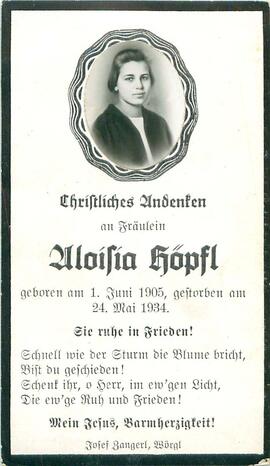 Christliches Andenken
an Fräulein
Aloisia Höpfl
geboren am 1. Juni 1905, gestorben am
24. Mai 1934.
Sie ruhe in Frieden!
Schnell wie der Sturm die Blume bricht,
Bist du geschieden!
Schenk ihr, o Herr, im ew'gen Licht,
Die ew'ge Ruh und Frieden!
Mein Jesus, Barmherzigkeit!
Josef Zangerl, Wörgl